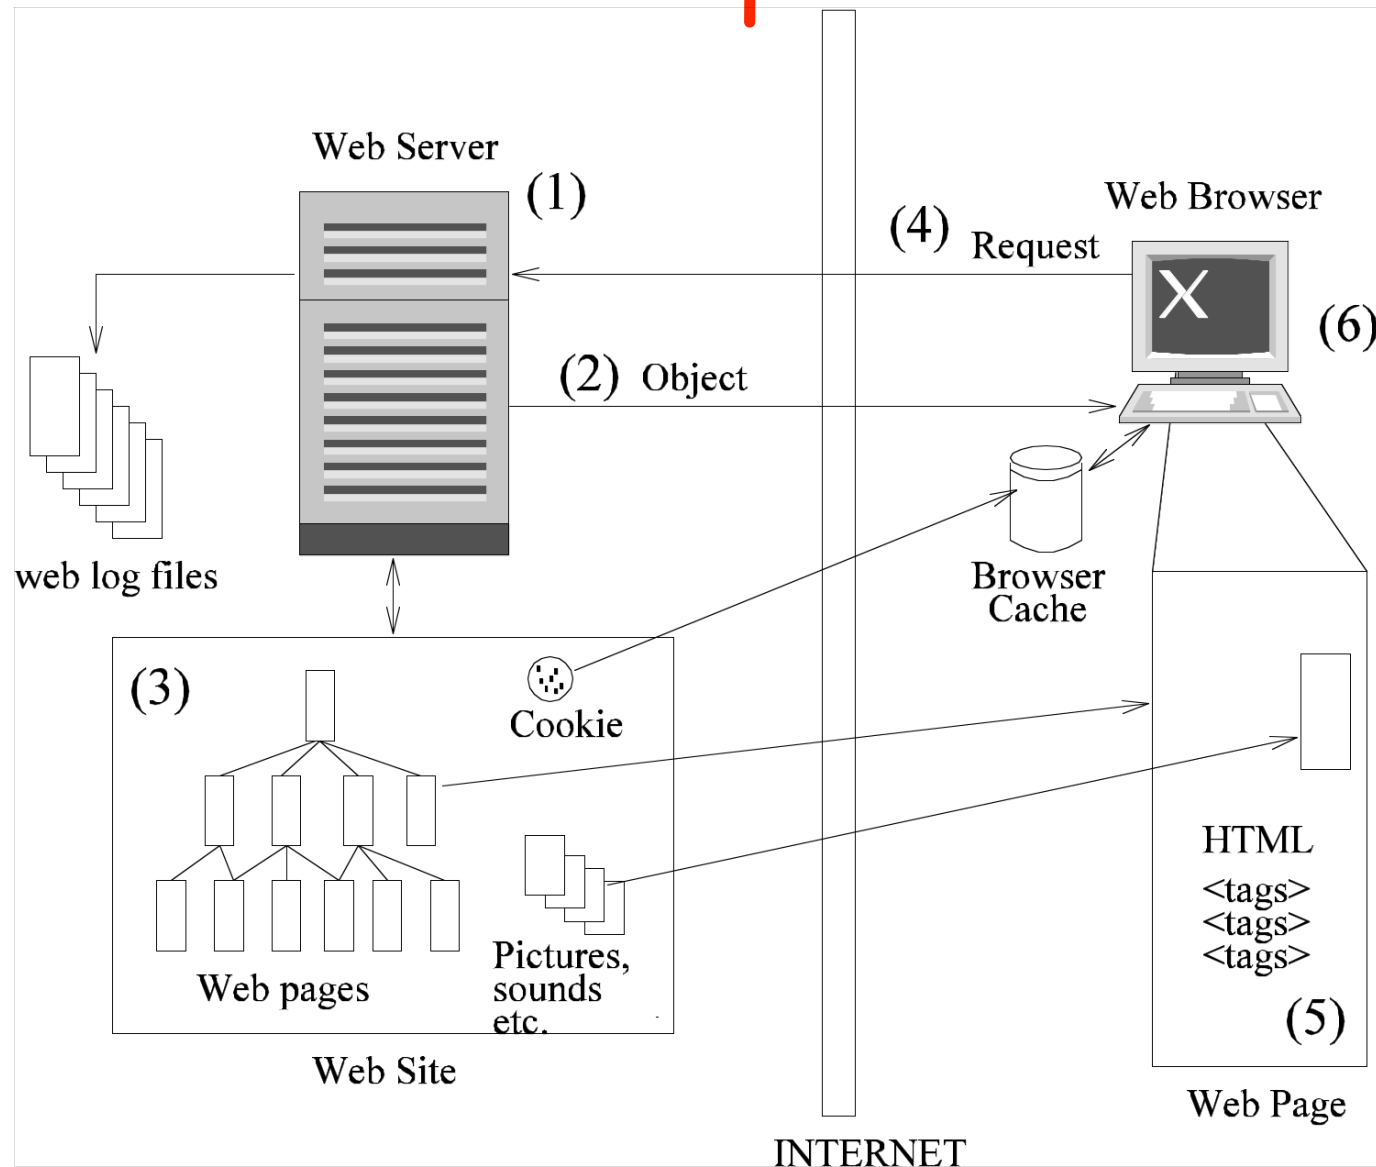 Web Server
(1)
Web Browser
(4) Request
X
(6)
(2) Object
web log files
Browser
Cache
(3)
Cookie
HTML
<tags>
<tags>
<tags>
Pictures,
sounds
etc.
Web pages
(5)
Web Site
Web Page
INTERNET